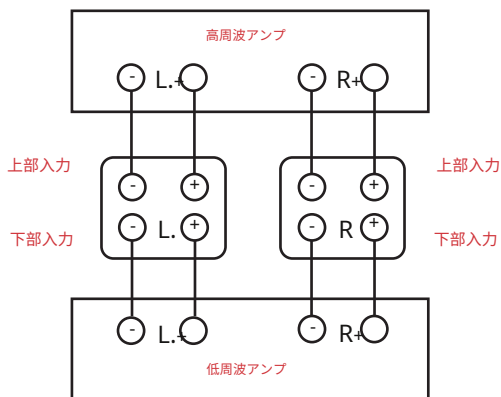 高周波アンプ
- L.+ - R+
上部入力 - + - + 上部入力
下部入力 - L. + - R + 下部入力
- L.+ - R+
低周波アンプ